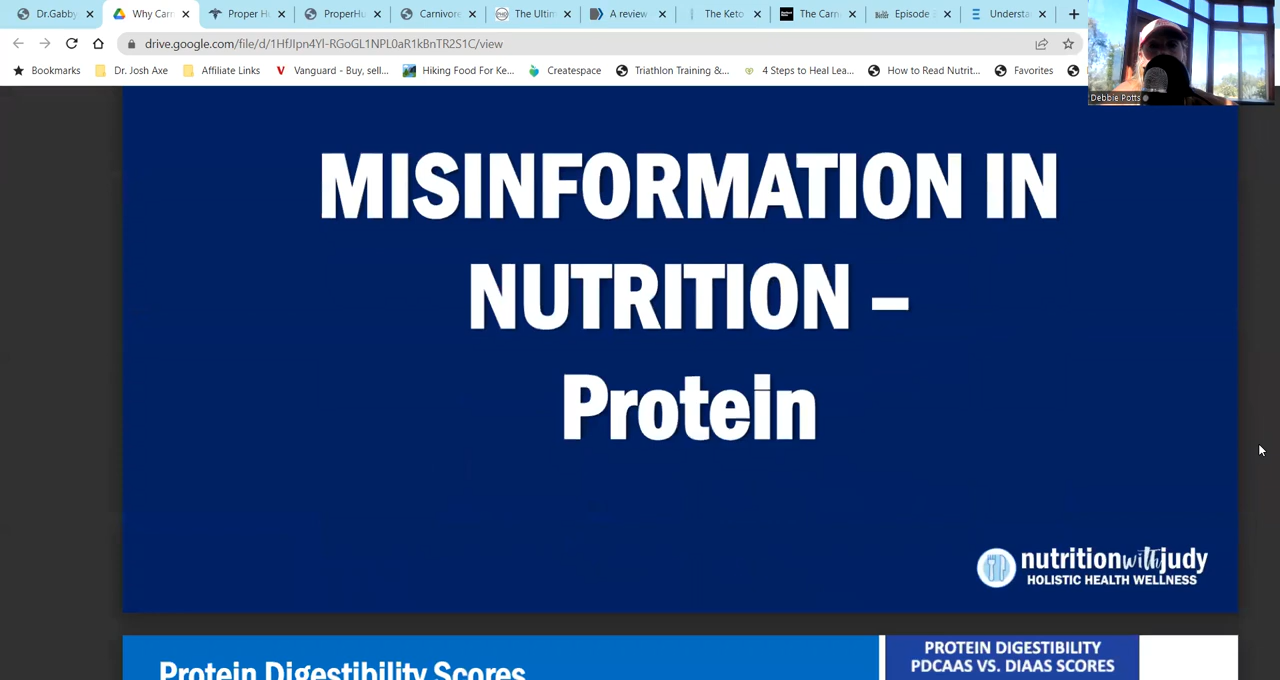 Dr.Gabby
Why Carn
Proper H
ProperHu
Carnivore
The Ultim
A review
The Keto
The Carn
Episode
Understa
drive.google.com/file/d/1HfJIpn4Yl-RGoGL1NPL0aR1kBnTR2S1C/view
Bookmarks
Dr. Josh Axe
Affiliate Links
Vanguard - Buy, sell...
Hiking Food For Ke...
Createspace
Triathlon Training &...
4 Steps to Heal Lea...
How to Read Nutrit...
Favorites
Debbie Potts
MISINFORMATION IN
NUTRITION –
Protein
nutritionwithjudy
HOLISTIC HEALTH WELLNESS
Protein Digestibility Scores
PROTEIN DIGESTIBILITY
PDCAAS VS. DIAAS SCORES